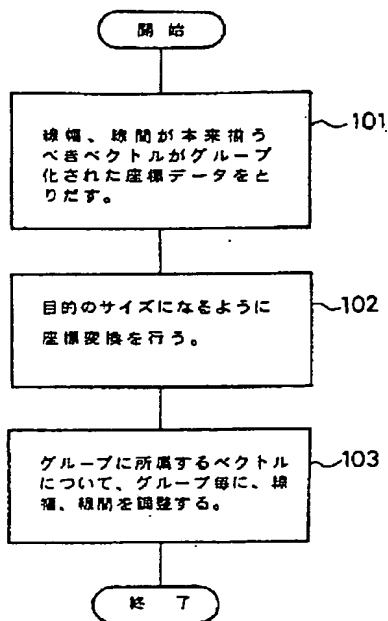 開始
線幅、線間が本来揃う
べきベクトルがグループ
化された座標データをと
りだす。
101
目的のサイズになるように
座標変換を行う。
102
グループに所属するベクトル
について、グループ毎に、線
幅、線間を調整する。
103
終了